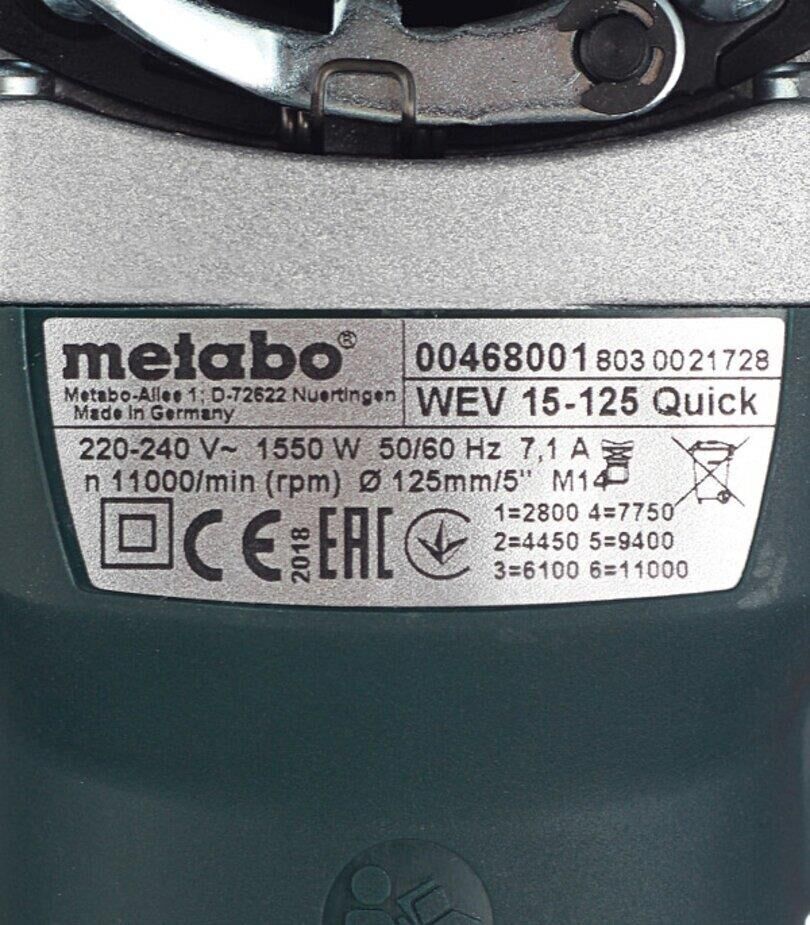 metabo®
Metabo-Allee 1; D-72622 Nuertingen
Made in Germany
00468001 803 0021728
WEV 15-125 Quick
220-240 V~ 1550 W 50/60 Hz 7,1 A
n 11000/min (rpm) Ø 125mm/5" M14
CE 2018 EAC
1=2800 4=7750
2=4450 5=9400
3=6100 6=11000